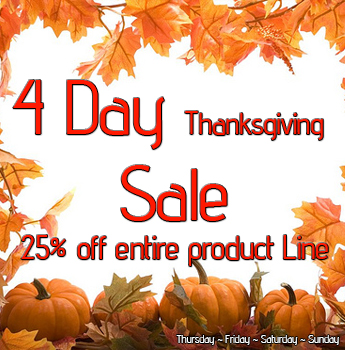 4 Day Thanksgiving
Sale
25% off entire product Line
Thursday ~ Friday ~ Saturday ~ Sunday